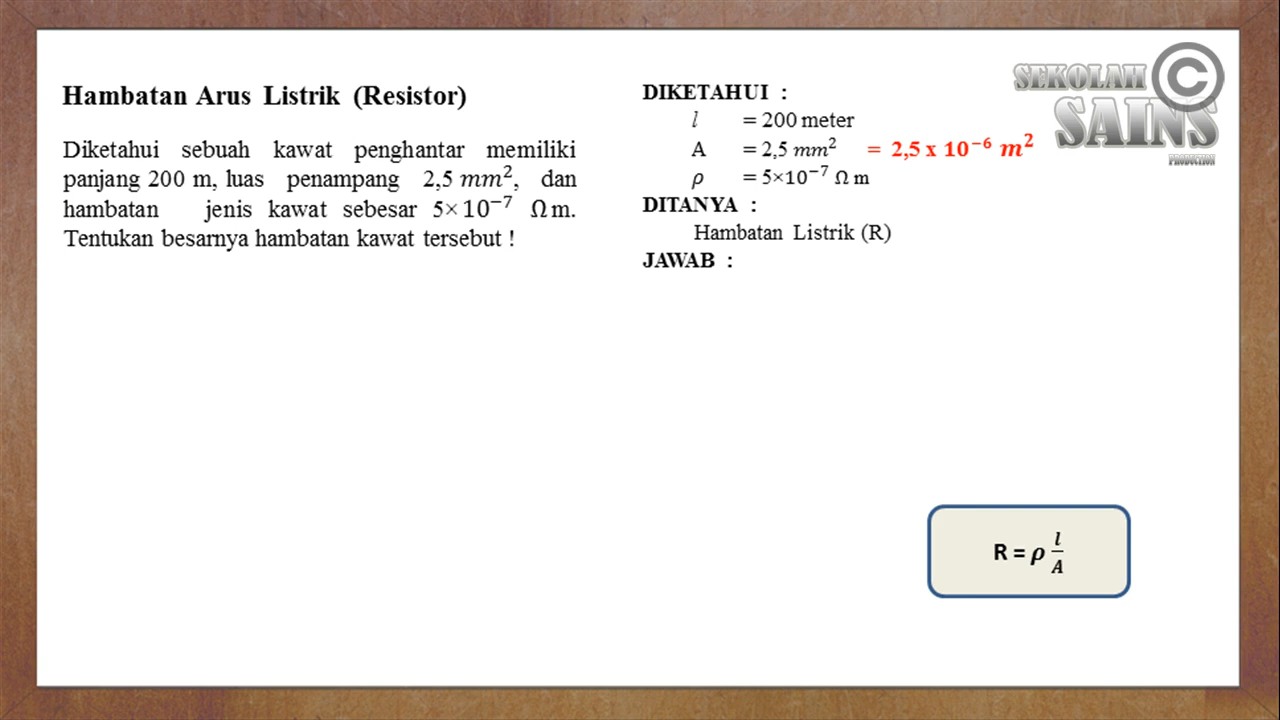 Hambatan Arus Listrik (Resistor)
Diketahui sebuah kawat penghantar memiliki
panjang 200 m, luas penampang 2,5 mm², dan
hambatan jenis kawat sebesar 5×10⁻⁷ Ωm.
Tentukan besarnya hambatan kawat tersebut !
DIKETAHUI :
l = 200 meter
A = 2,5 mm² = 2,5 x 10⁻⁶ m²
ρ = 5×10⁻⁷ Ω m
DITANYA :
Hambatan Listrik (R)
JAWAB :
R = ρ l/A
SEKOLAH ©
SAINS
PRODUCTION